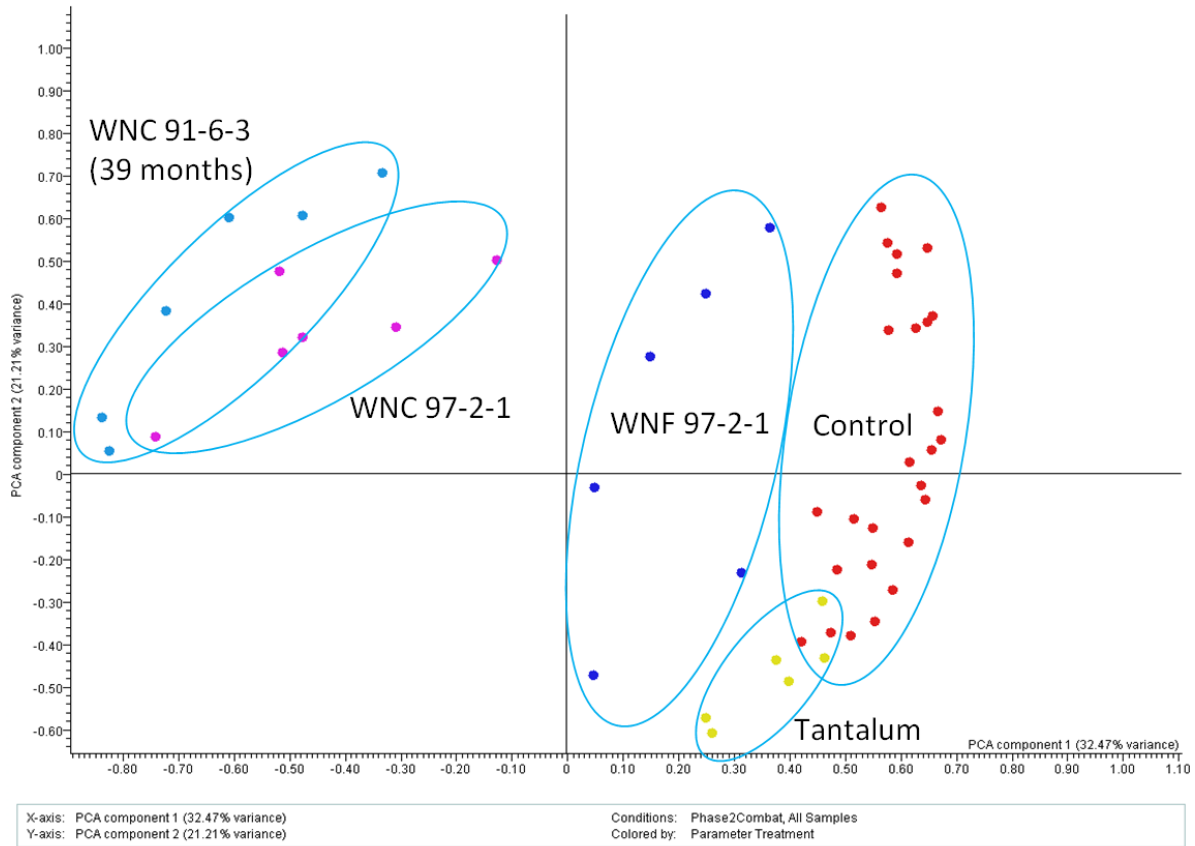 1.00
0.90
0.80
0.70
0.60
0.50
0.40
0.30
0.20
0.10
0
-0.10
-0.20
-0.30
-0.40
-0.50
-0.60
PCA component 2 (21.21% variance)
WNC 91-6-3
(39 months)
WNC 97-2-1
WNF 97-2-1
Control
Tantalum
PCA component 1 (32.47% variance)
-0.80 -0.70 -0.60 -0.50 -0.40 -0.30 -0.20 -0.10 0 0.10 0.20 0.30 0.40 0.50 0.60 0.70 0.80 0.90 1.00 1.10
X-axis: PCA component 1 (32.47% variance) Conditions: Phase2Combat, All Samples
Y-axis: PCA component 2 (21.21% variance) Colored by: Parameter Treatment